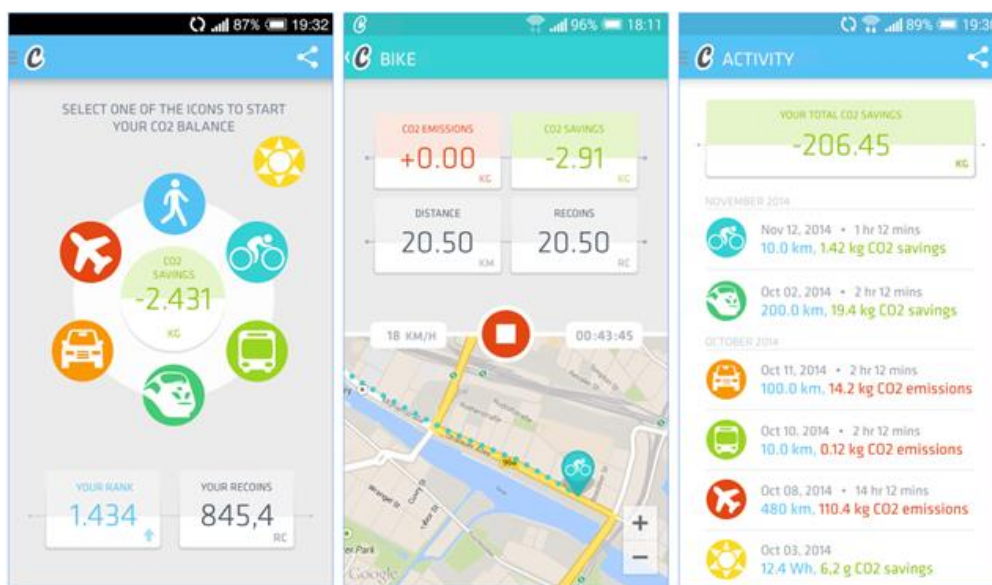 87% 19:32
C
SELECT ONE OF THE ICONS TO START
YOUR CO2 BALANCE
CO2
SAVINGS
-2.431
KG
YOUR RANK
1.434
YOUR RECOINS
845,4
RC
96% 18:11
C BIKE
CO2 EMISSIONS
+0.00
KG
CO2 SAVINGS
-2.91
KG
DISTANCE
20.50
KM
RECOINS
20.50
RC
18 KM/H
00:43:45
Rudolfstraße
Wrangel St
Cuvry St
Google
+
−
89% 19:36
C ACTIVITY
YOUR TOTAL CO2 SAVINGS
-206.45
KG
NOVEMBER 2014
Nov 12, 2014 • 1 hr 12 mins
10.0 km, 1.42 kg CO2 savings
Oct 02, 2014 • 2 hr 12 mins
200.0 km, 19.4 kg CO2 savings
OCTOBER 2014
Oct 11, 2014 • 2 hr 12 mins
100.0 km, 14.2 kg CO2 emissions
Oct 10, 2014 • 2 hr 12 mins
10.0 km, 0.12 kg CO2 emissions
Oct 08, 2014 • 14 hr 12 mins
480 km, 110.4 kg CO2 emissions
Oct 03, 2014
12.4 Wh, 6,2 g CO2 savings